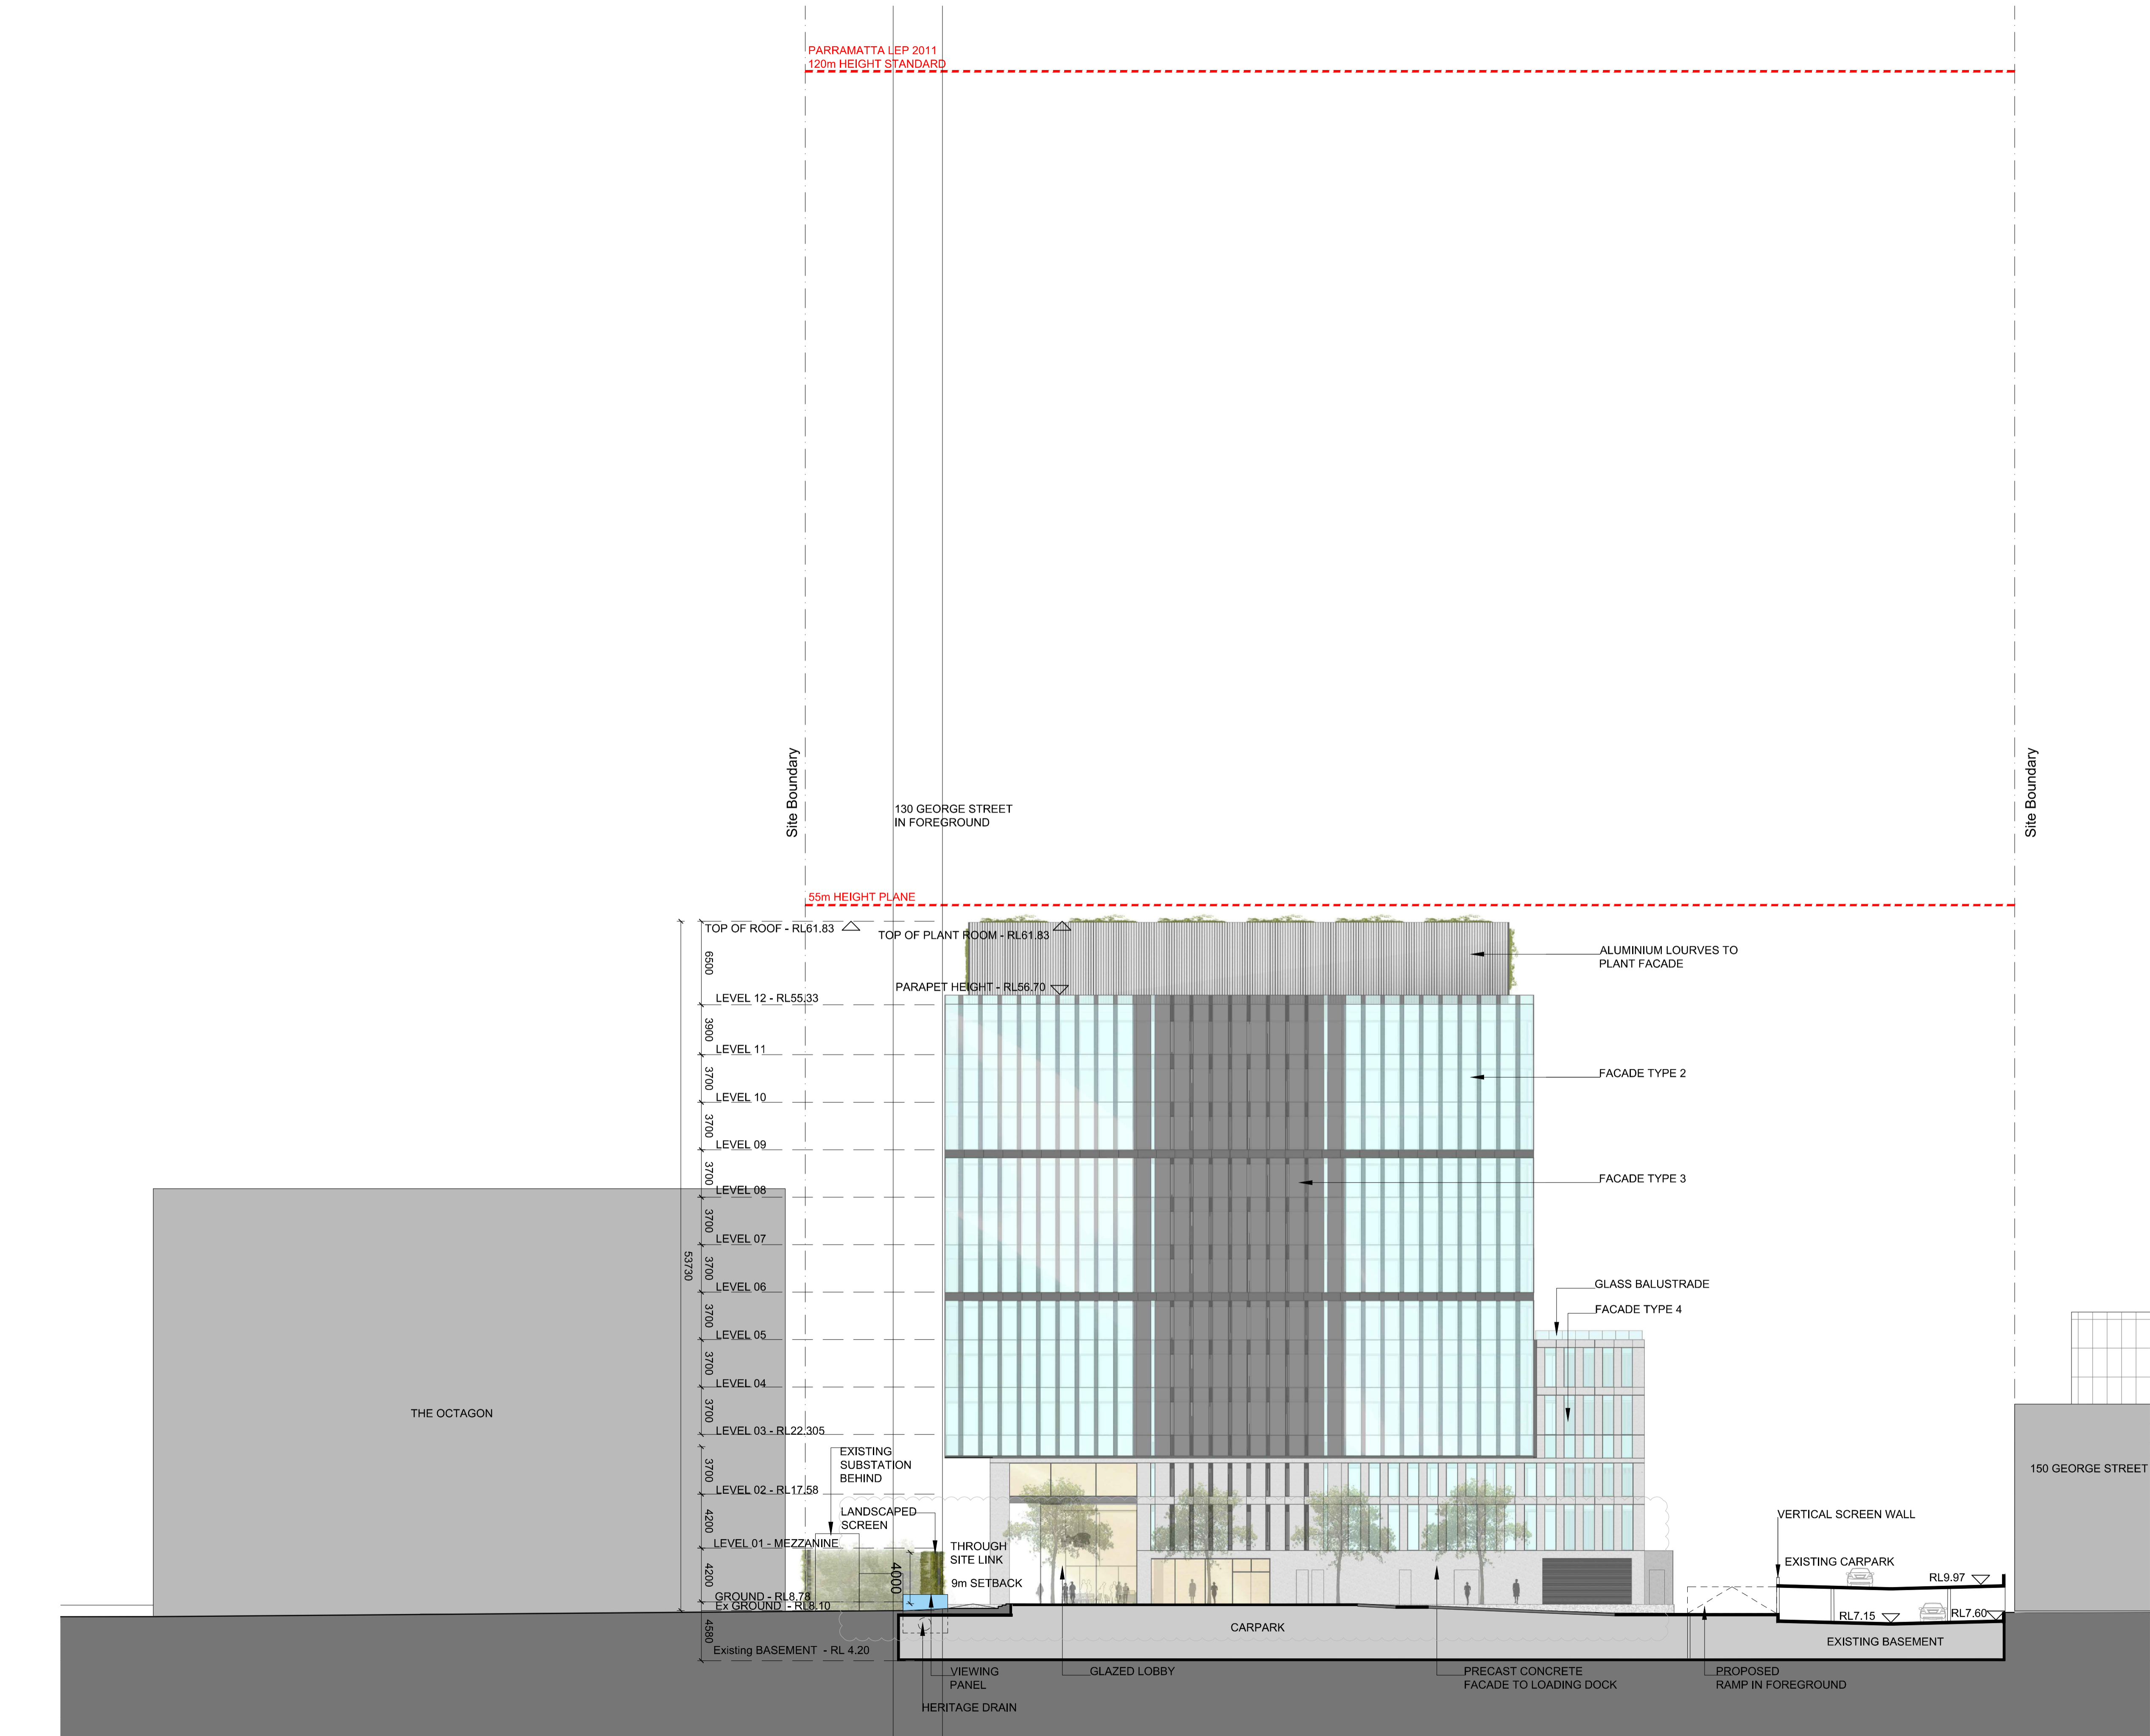 PARRAMATTA LEP 2011
120m HEIGHT STANDARD
Site Boundary
Site Boundary
130 GEORGE STREET
IN FOREGROUND
55m HEIGHT PLANE
TOP OF ROOF - RL61.83
TOP OF PLANT ROOM - RL61.83
ALUMINIUM LOURVES TO
PLANT FACADE
6500
PARAPET HEIGHT - RL56.70
LEVEL 12 - RL55.33
3900
LEVEL 11
3700
FACADE TYPE 2
LEVEL 10
3700
LEVEL 09
3700
FACADE TYPE 3
LEVEL 08
3700
LEVEL 07
53730
3700
LEVEL 06
GLASS BALUSTRADE
3700
FACADE TYPE 4
LEVEL 05
3700
LEVEL 04
3700
THE OCTAGON
LEVEL 03 - RL22.305
EXISTING
SUBSTATION
BEHIND
3700
150 GEORGE STREET
LEVEL 02 - RL17.58
4200
LANDSCAPED
SCREEN
VERTICAL SCREEN WALL
LEVEL 01 - MEZZANINE
THROUGH
SITE LINK
EXISTING CARPARK
4200
4000
9m SETBACK
RL9.97
GROUND - RL8.78
Ex GROUND - RL8.10
RL7.15
RL7.60
4580
CARPARK
EXISTING BASEMENT
Existing BASEMENT - RL 4.20
VIEWING
PANEL
GLAZED LOBBY
PRECAST CONCRETE
FACADE TO LOADING DOCK
PROPOSED
RAMP IN FOREGROUND
HERITAGE DRAIN